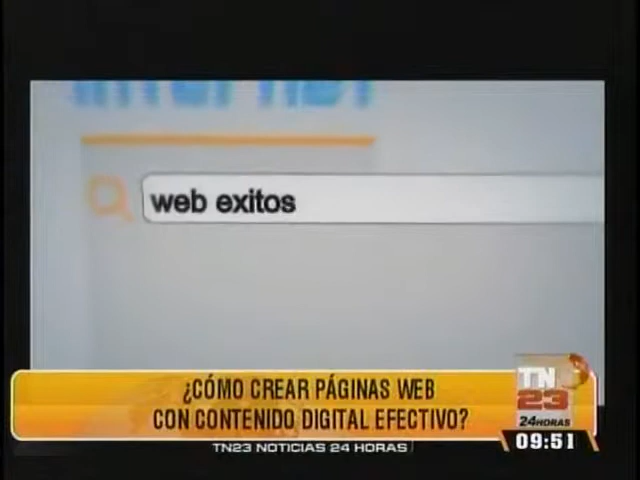 internet
web exitos
¿CÓMO CREAR PÁGINAS WEB
CON CONTENIDO DIGITAL EFECTIVO?
TN
23
24HORAS
TN23 NOTICIAS 24 HORAS
09:51